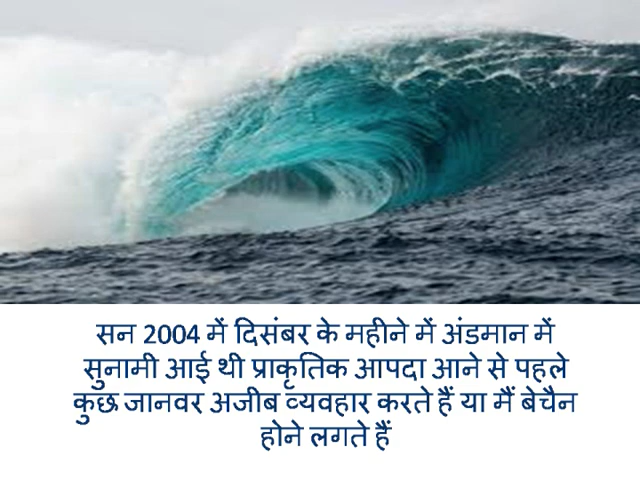 सन 2004 में दिसंबर के महीने में अंडमान में
सुनामी आई थी प्राकृतिक आपदा आने से पहले
कुछ जानवर अजीब व्यवहार करते हैं या मैं बेचैन
होने लगते हैं